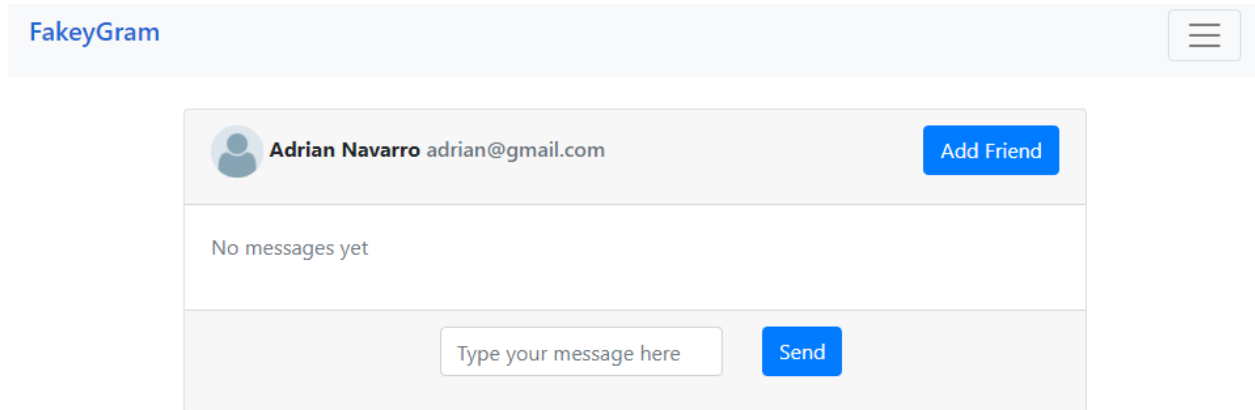 FakeyGram
Adrian Navarro adrian@gmail.com
Add Friend
No messages yet
Type your message here
Send